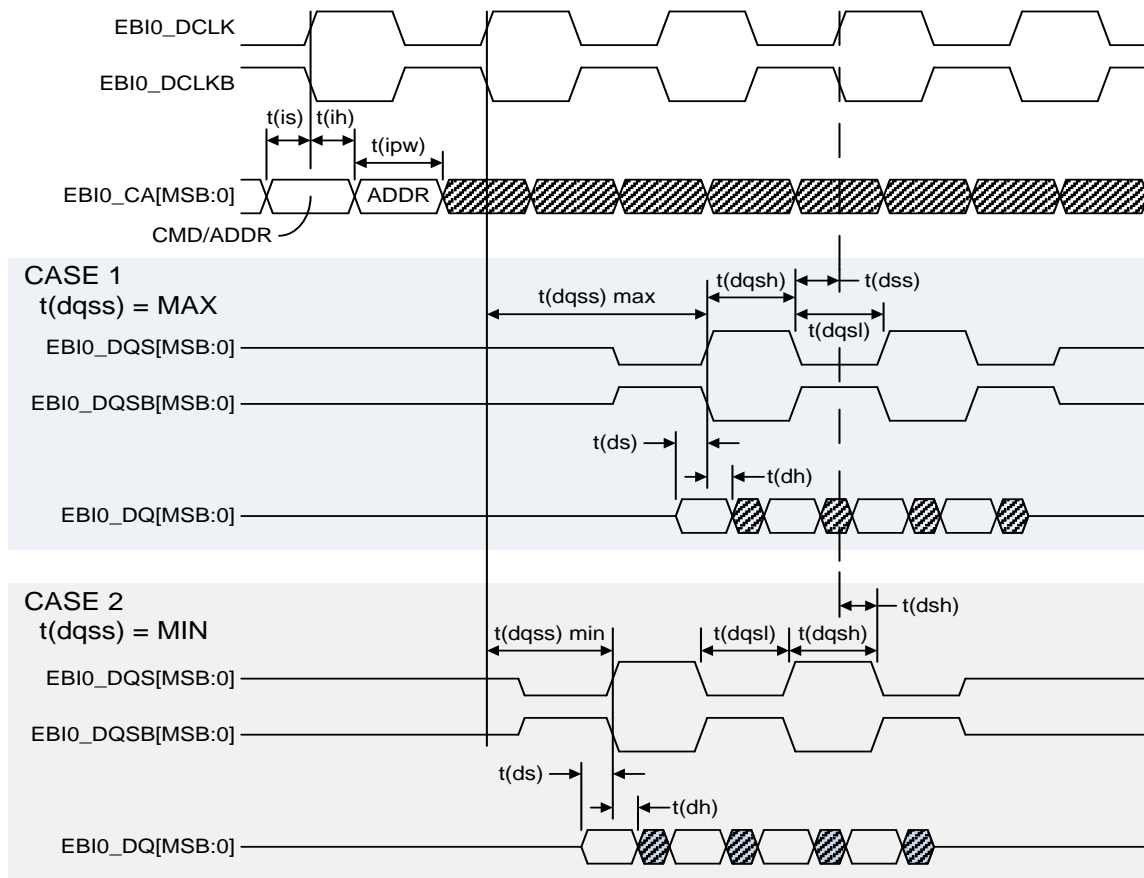 EBI0_DCLK
EBI0_DCLKB
t(is)
t(ih)
t(ipw)
EBI0_CA[MSB:0]
ADDR
CMD/ADDR
CASE 1
t(dqss) = MAX
t(dqss) max
t(dqsh)
t(dss)
t(dqsl)
EBI0_DQS[MSB:0]
EBI0_DQSB[MSB:0]
t(ds)
t(dh)
EBI0_DQ[MSB:0]
CASE 2
t(dqss) = MIN
t(dqss) min
t(dqsl)
t(dqsh)
t(dsh)
EBI0_DQS[MSB:0]
EBI0_DQSB[MSB:0]
t(ds)
t(dh)
EBI0_DQ[MSB:0]